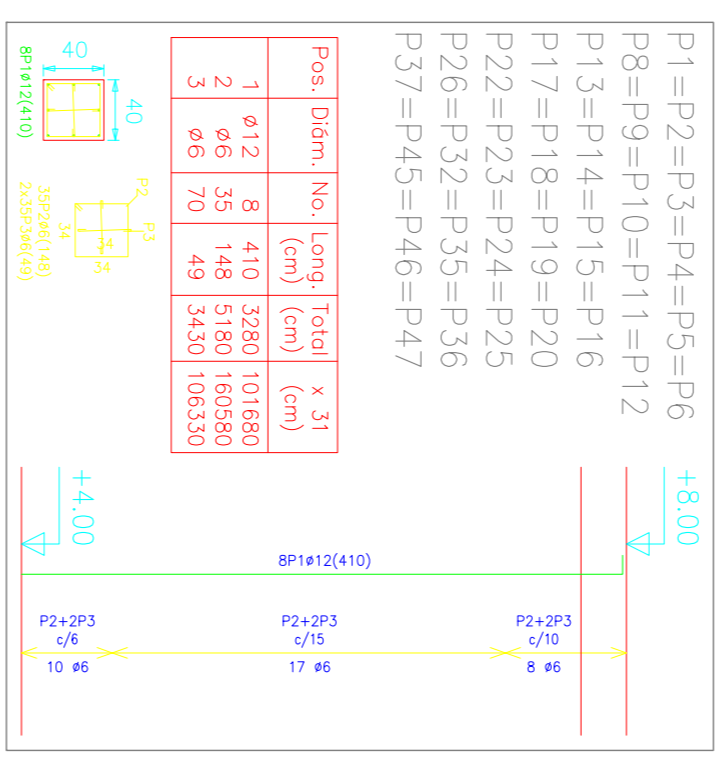 P1=P2=P3=P4=P5=P6
P8=P9=P10=P11=P12
P13=P14=P15=P16
P17=P18=P19=P20
P22=P23=P24=P25
P26=P32=P35=P36
P37=P45=P46=P47
Pos. Diám. No. Long. (cm) Total (cm) x 31 (cm)
1 Ø12 8 410 3280 101680
2 Ø6 35 148 5180 160580
3 Ø6 70 49 3430 106330
40
40
8P1ø12(410)
P2
P3
34
34
34
35P2ø6(148)
2x35P3ø6(49)
+8.00
+4.00
8P1ø12(410)
P2+2P3
c/6
10 ø6
P2+2P3
c/15
17 ø6
P2+2P3
c/10
8 ø6